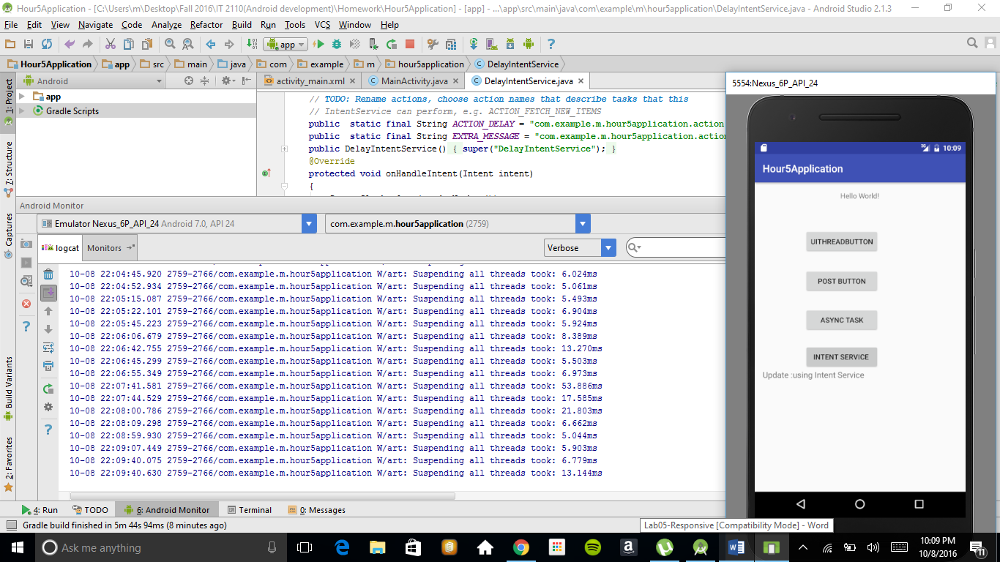 Hour5Application - [C:\Users\m\Desktop\Fall 2016\IT 2110(Android development)\Homework\Hour5Application] - [app] - ...\app\src\main\java\com\example\m\hour5application\DelayIntentService.java - Android Studio 2.1.3
File Edit View Navigate Code Analyze Refactor Build Run Tools VCS Window Help
app
Hour5Application app src main java com example m hour5application DelayIntentService
1: Project
7: Structure
Captures
Build Variants
2: Favorites
Android
app
Gradle Scripts
activity_main.xml MainActivity.java DelayIntentService.java
// TODO: Rename actions, choose action names that describe tasks that this
// IntentService can perform, e.g. ACTION_FETCH_NEW_ITEMS
public static final String ACTION_DELAY = "com.example.m.hour5application.action
public static final String EXTRA_MESSAGE = "com.example.m.hour5application.actio
public DelayIntentService() { super("DelayIntentService"); }
@Override
protected void onHandleIntent(Intent intent)
{
Android Monitor
Emulator Nexus_6P_API_24 Android 7.0, API 24
com.example.m.hour5application (2759)
logcat Monitors
Verbose
10-08 22:04:45.920 2759-2766/com.example.m.hour5application W/art: Suspending all threads took: 6.024ms
10-08 22:04:52.934 2759-2766/com.example.m.hour5application W/art: Suspending all threads took: 5.061ms
10-08 22:05:15.087 2759-2766/com.example.m.hour5application W/art: Suspending all threads took: 5.493ms
10-08 22:05:22.101 2759-2766/com.example.m.hour5application W/art: Suspending all threads took: 6.904ms
10-08 22:05:45.223 2759-2766/com.example.m.hour5application W/art: Suspending all threads took: 5.924ms
10-08 22:06:06.679 2759-2766/com.example.m.hour5application W/art: Suspending all threads took: 8.389ms
10-08 22:06:42.755 2759-2766/com.example.m.hour5application W/art: Suspending all threads took: 13.270ms
10-08 22:06:45.299 2759-2766/com.example.m.hour5application W/art: Suspending all threads took: 5.503ms
10-08 22:06:55.349 2759-2766/com.example.m.hour5application W/art: Suspending all threads took: 6.973ms
10-08 22:07:41.581 2759-2766/com.example.m.hour5application W/art: Suspending all threads took: 53.886ms
10-08 22:07:44.529 2759-2766/com.example.m.hour5application W/art: Suspending all threads took: 17.585ms
10-08 22:08:00.786 2759-2766/com.example.m.hour5application W/art: Suspending all threads took: 21.803ms
10-08 22:08:09.298 2759-2766/com.example.m.hour5application W/art: Suspending all threads took: 6.662ms
10-08 22:08:59.930 2759-2766/com.example.m.hour5application W/art: Suspending all threads took: 5.044ms
10-08 22:09:07.449 2759-2766/com.example.m.hour5application W/art: Suspending all threads took: 5.903ms
10-08 22:09:40.075 2759-2766/com.example.m.hour5application W/art: Suspending all threads took: 6.779ms
10-08 22:09:40.630 2759-2766/com.example.m.hour5application W/art: Suspending all threads took: 13.144ms
5554:Nexus_6P_API_24
3G 10:09
Hour5Application
Hello World!
UITHREADBUTTON
POST BUTTON
ASYNC TASK
INTENT SERVICE
Update :using Intent Service
4: Run TODO 6: Android Monitor Terminal 0: Messages
Gradle build finished in 5m 44s 94ms (8 minutes ago)
Lab05-Responsive [Compatibility Mode] - Word
Ask me anything
10:09 PM
10/8/2016
11